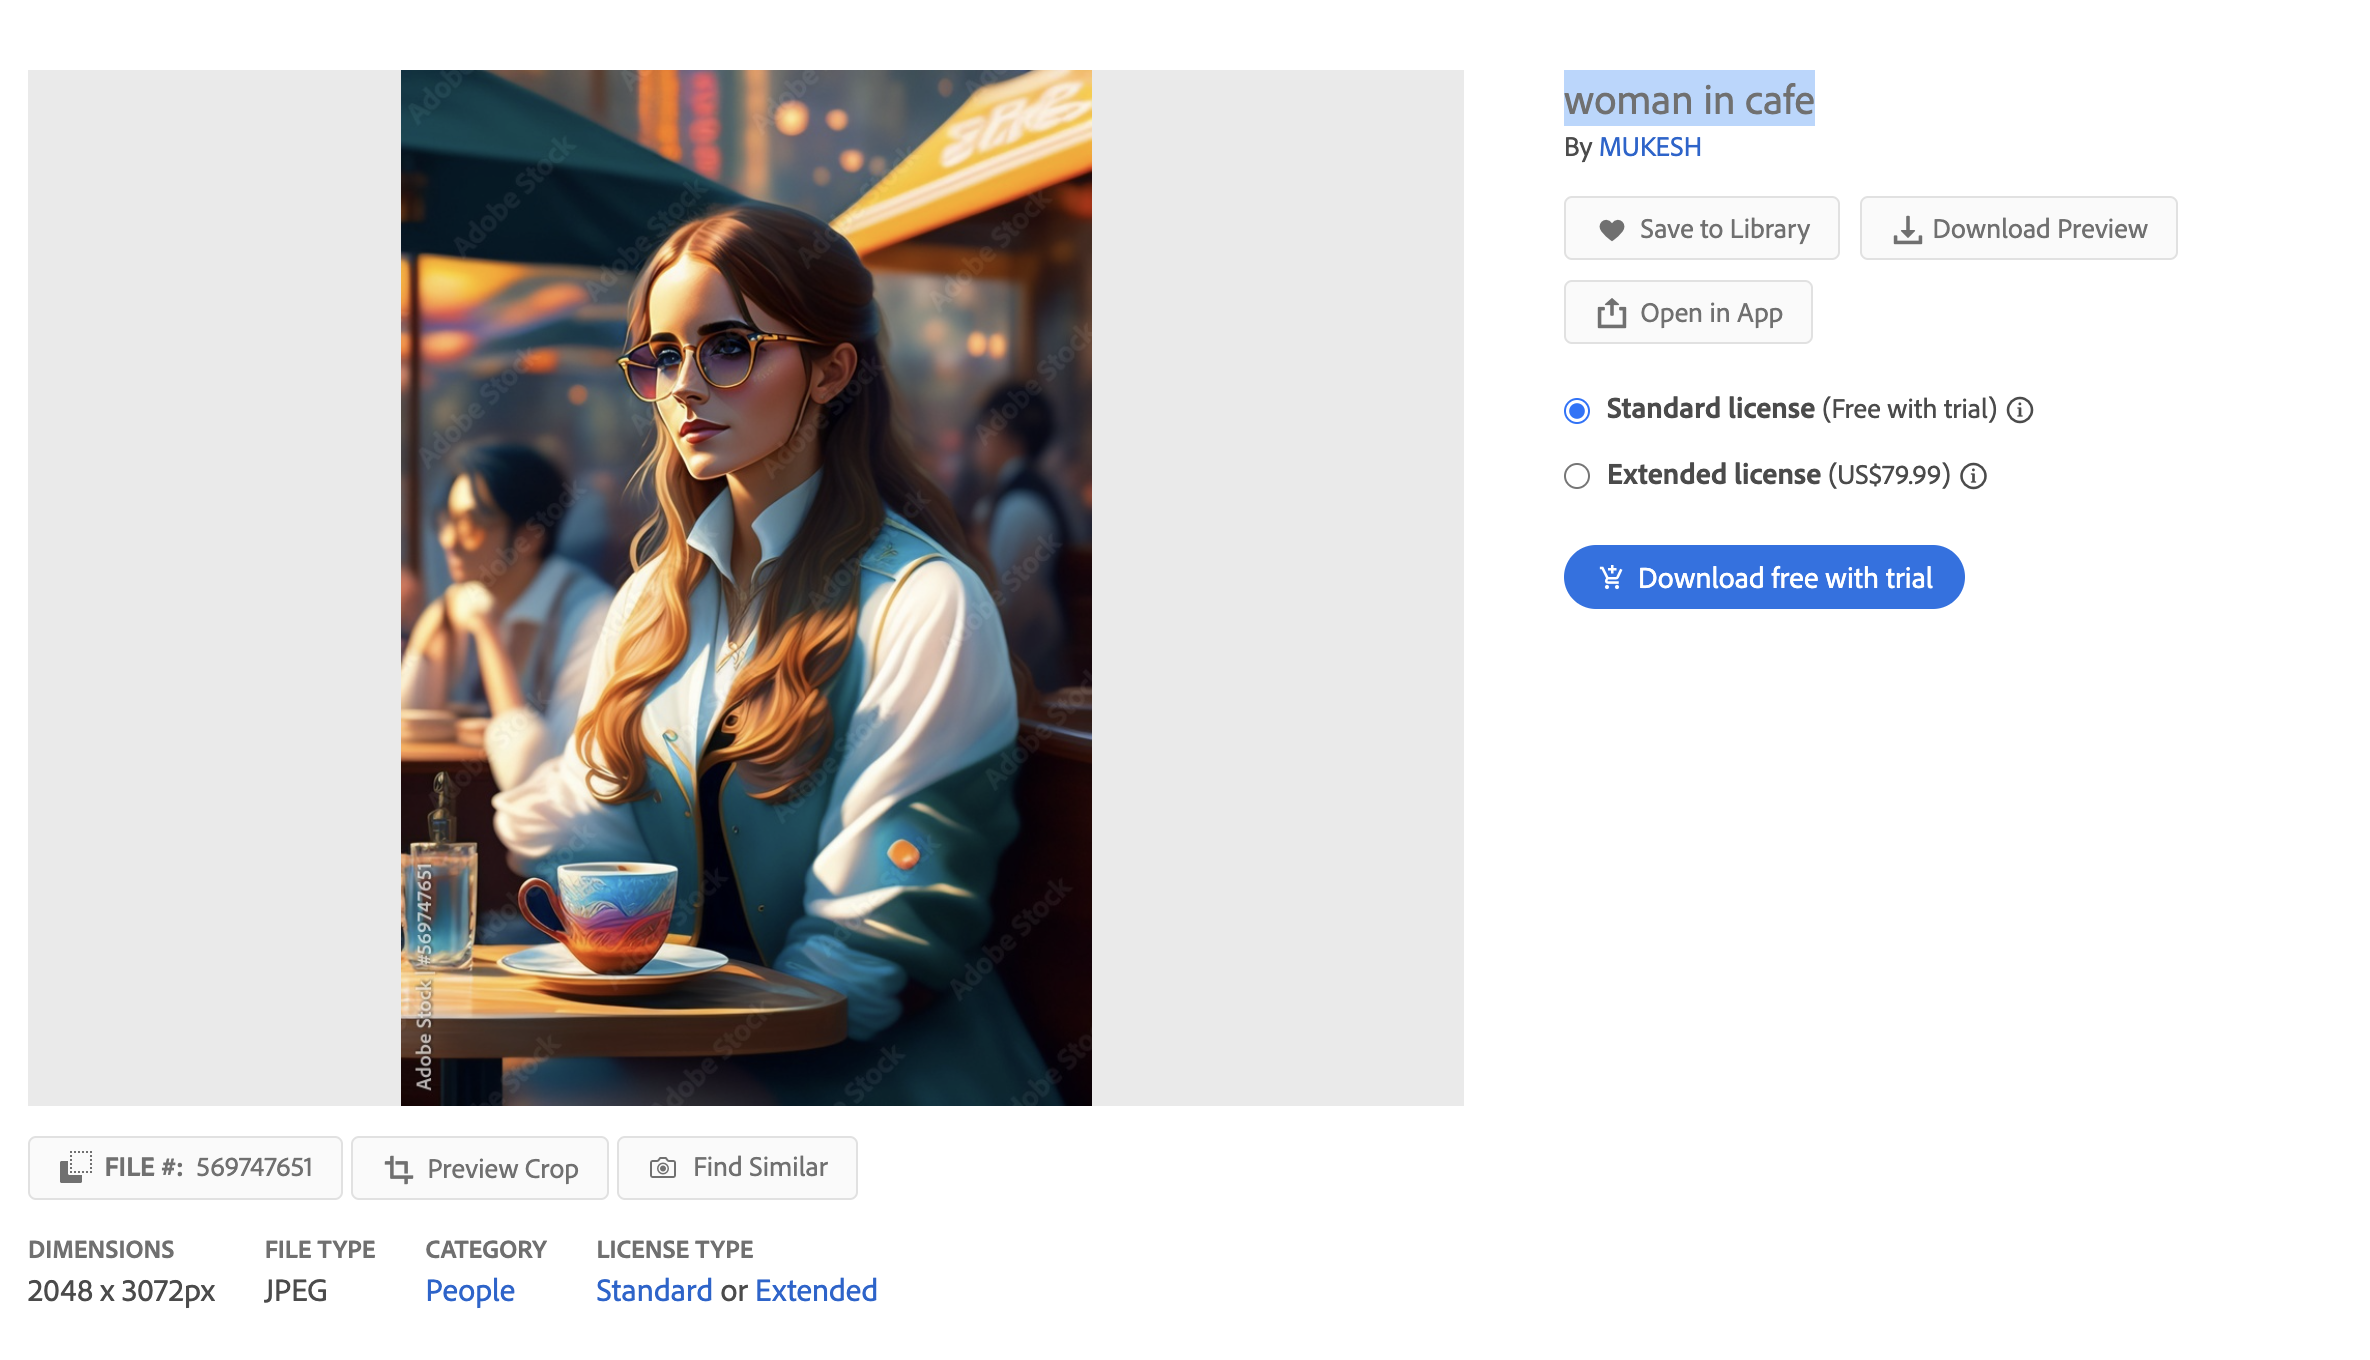 woman in cafe
By MUKESH
Save to Library
Download Preview
Open in App
Standard license (Free with trial)
Extended license (US$79.99)
Download free with trial
Adobe Stock | #569747651
Adobe Stock
FILE #: 569747651
Preview Crop
Find Similar
DIMENSIONS
2048 x 3072px
FILE TYPE
JPEG
CATEGORY
People
LICENSE TYPE
Standard or Extended